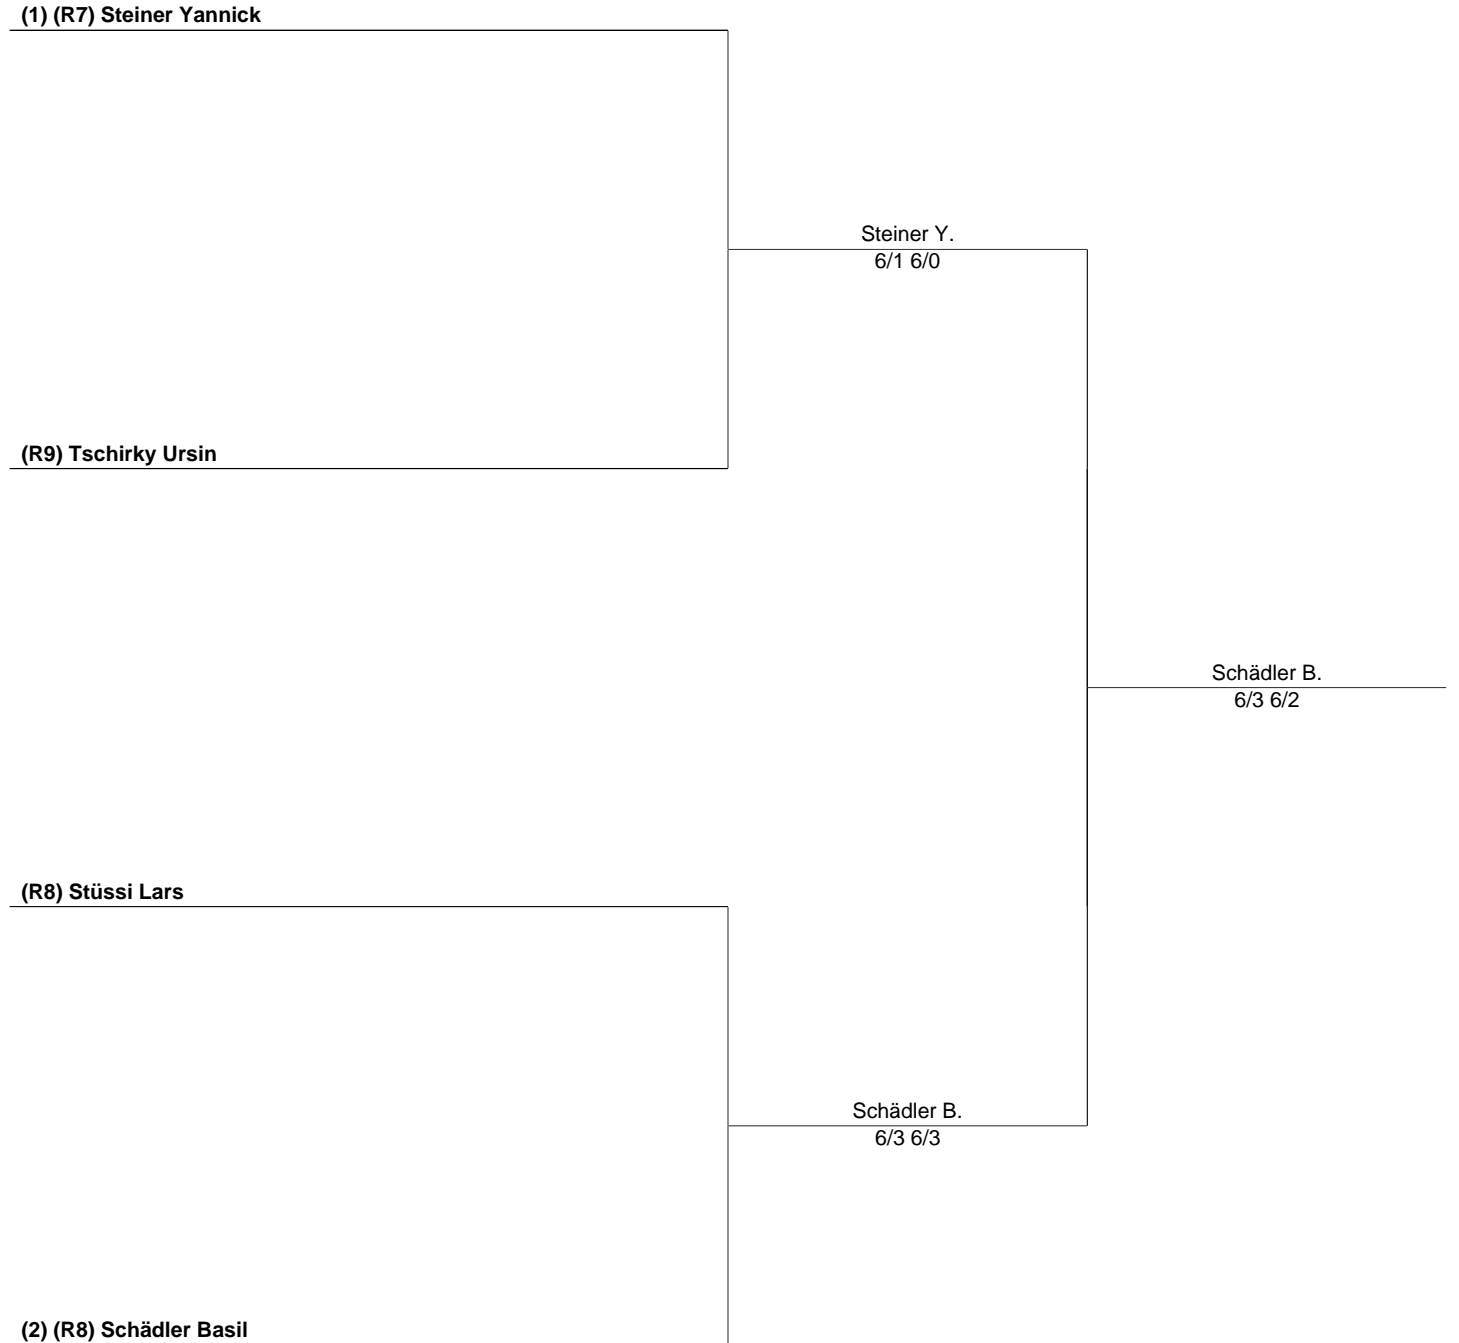 (1) (R7) Steiner Yannick
Steiner Y.
6/1 6/0
(R9) Tschirky Ursin
Schädler B.
6/3 6/2
(R8) Stüssi Lars
Schädler B.
6/3 6/3
(2) (R8) Schädler Basil